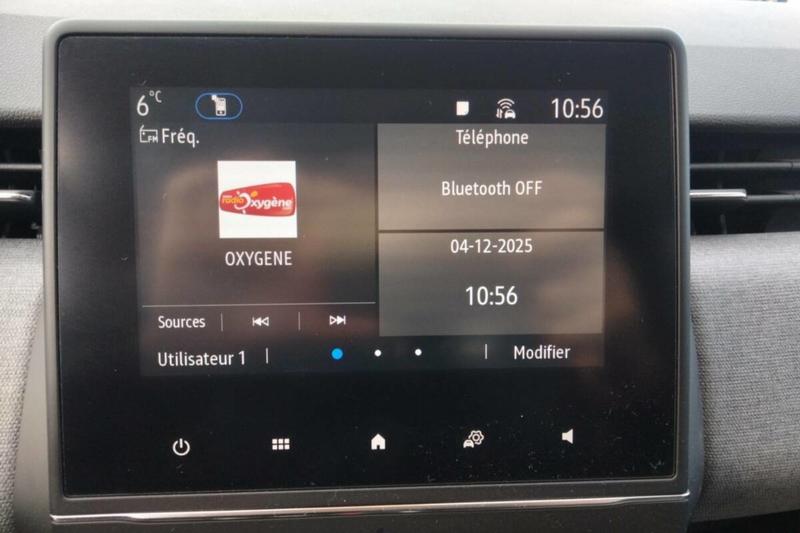 6°C
10:56
FM Fréq.
radio Oxygène
OXYGENE
Téléphone
Bluetooth OFF
04-12-2025
10:56
Sources
Utilisateur 1
Modifier